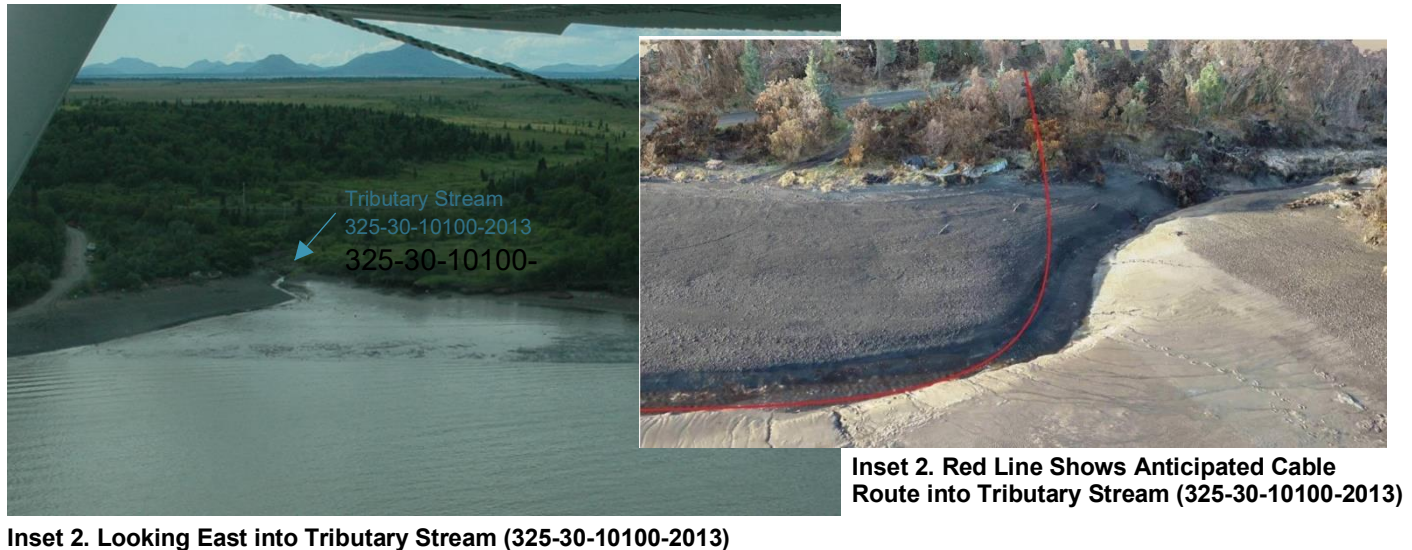 Tributary Stream
325-30-10100-2013
325-30-10100-
Inset 2. Red Line Shows Anticipated Cable
Route into Tributary Stream (325-30-10100-2013)
Inset 2. Looking East into Tributary Stream (325-30-10100-2013)